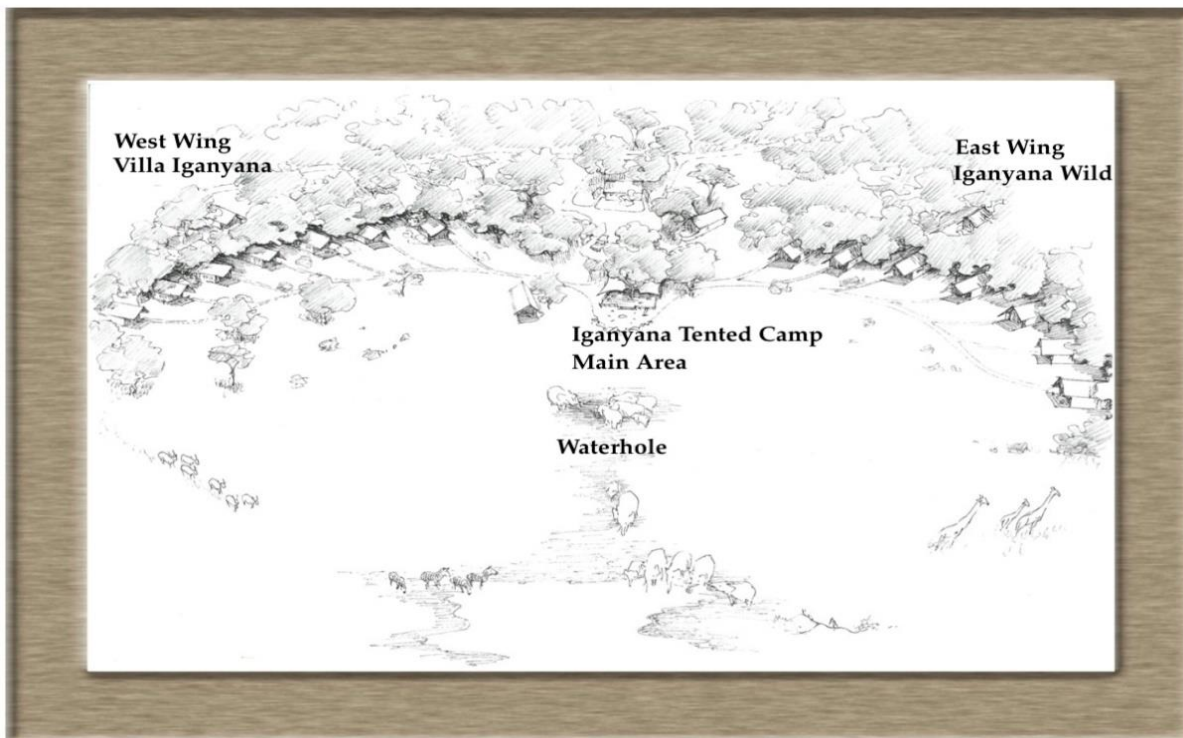 West Wing
Villa Iganyana
East Wing
Iganyana Wild
Iganyana Tented Camp
Main Area
Waterhole